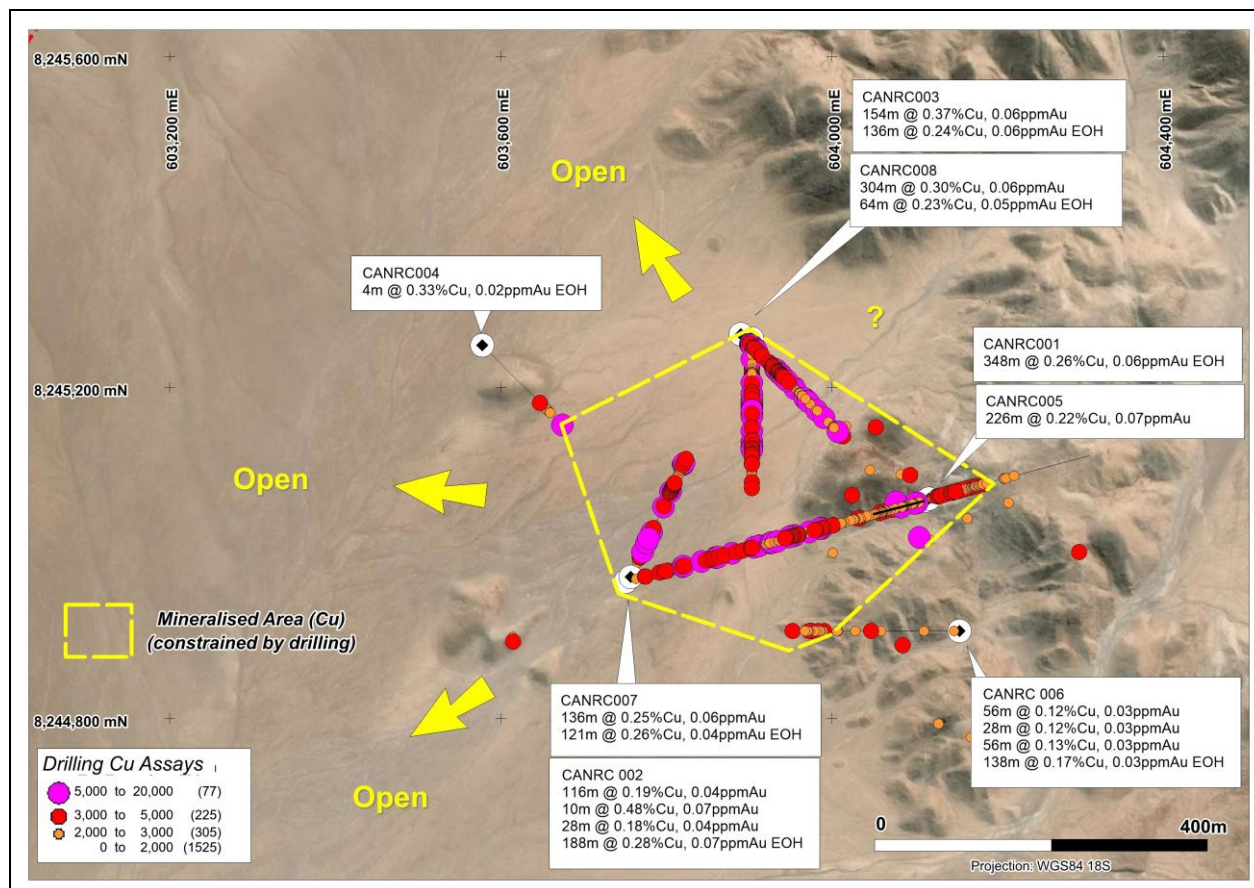 8,245,600 mN
603,200 mE
603,600 mE
604,000 mE
604,400 mE
CANRC003
154m @ 0.37%Cu, 0.06ppmAu
136m @ 0.24%Cu, 0.06ppmAu EOH
Open
CANRC008
304m @ 0.30%Cu, 0.06ppmAu
64m @ 0.23%Cu, 0.05ppmAu EOH
CANRC004
4m @ 0.33%Cu, 0.02ppmAu EOH
?
CANRC001
348m @ 0.26%Cu, 0.06ppmAu EOH
8,245,200 mN
CANRC005
226m @ 0.22%Cu, 0.07ppmAu
Open
Mineralised Area (Cu)
(constrained by drilling)
CANRC007
136m @ 0.25%Cu, 0.06ppmAu
121m @ 0.26%Cu, 0.04ppmAu EOH
CANRC 006
56m @ 0.12%Cu, 0.03ppmAu
28m @ 0.12%Cu, 0.03ppmAu
56m @ 0.13%Cu, 0.03ppmAu
138m @ 0.17%Cu, 0.03ppmAu EOH
8,244,800 mN
Drilling Cu Assays
5,000 to 20,000 (77)
3,000 to 5,000 (225)
2,000 to 3,000 (305)
0 to 2,000 (1525)
Open
CANRC 002
116m @ 0.19%Cu, 0.04ppmAu
10m @ 0.48%Cu, 0.07ppmAu
28m @ 0.18%Cu, 0.04ppmAu
188m @ 0.28%Cu, 0.07ppmAu EOH
0 400m
Projection: WGS84 18S